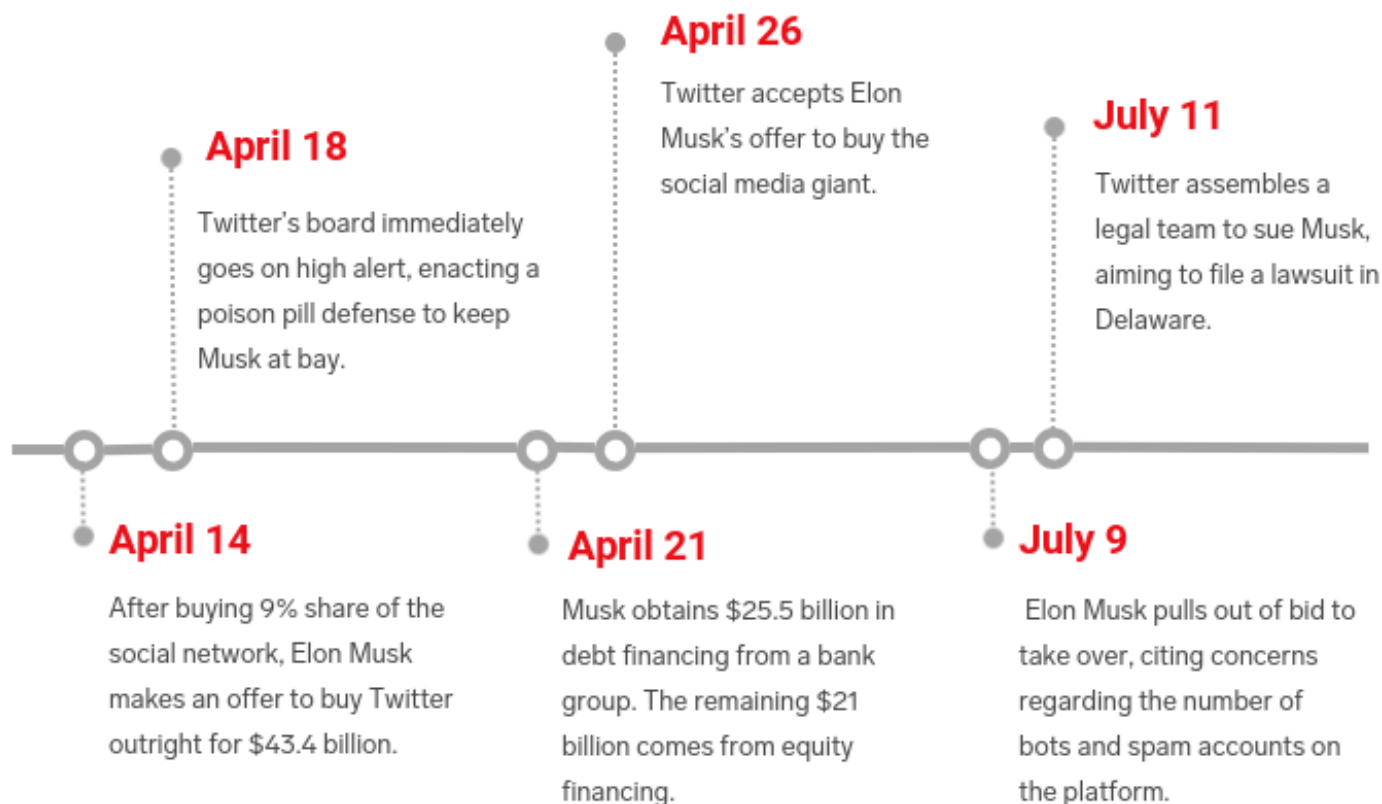 April 14
After buying 9% share of the
social network, Elon Musk
makes an offer to buy Twitter
outright for $43.4 billion.
April 18
Twitter’s board immediately
goes on high alert, enacting a
poison pill defense to keep
Musk at bay.
April 21
Musk obtains $25.5 billion in
debt financing from a bank
group. The remaining $21
billion comes from equity
financing.
April 26
Twitter accepts Elon
Musk’s offer to buy the
social media giant.
July 9
Elon Musk pulls out of bid to
take over, citing concerns
regarding the number of
bots and spam accounts on
the platform.
July 11
Twitter assembles a
legal team to sue Musk,
aiming to file a lawsuit in
Delaware.